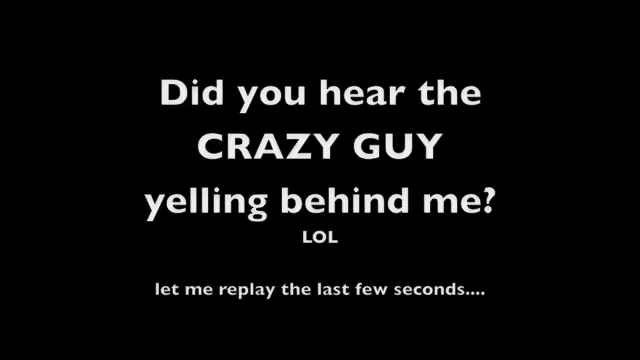 Did you hear the
CRAZY GUY
yelling behind me?
LOL
let me replay the last few seconds....